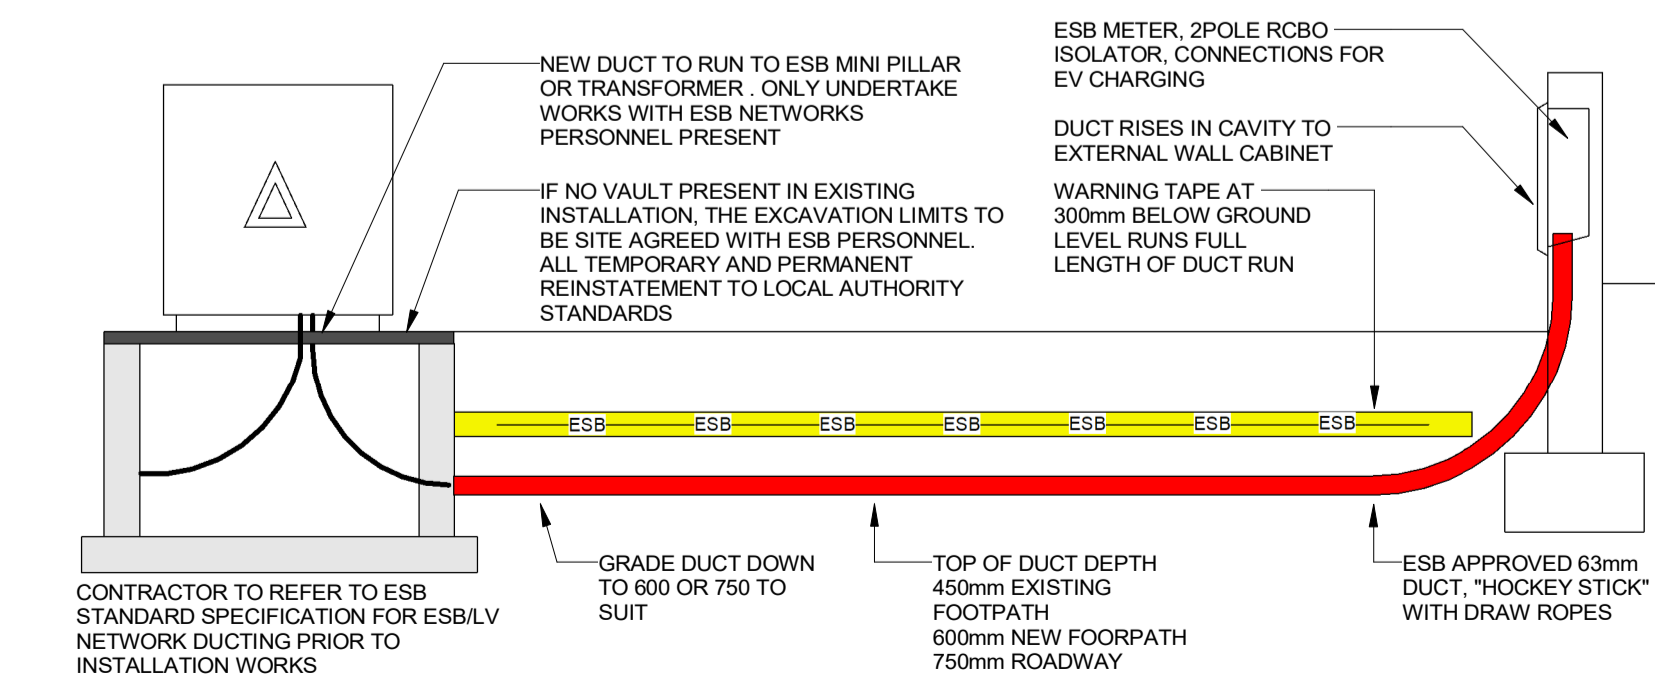 ESB METER, 2POLE RCBO
ISOLATOR, CONNECTIONS FOR
EV CHARGING
NEW DUCT TO RUN TO ESB MINI PILLAR
OR TRANSFORMER . ONLY UNDERTAKE
WORKS WITH ESB NETWORKS
PERSONNEL PRESENT
DUCT RISES IN CAVITY TO
EXTERNAL WALL CABINET
IF NO VAULT PRESENT IN EXISTING
INSTALLATION, THE EXCAVATION LIMITS TO
BE SITE AGREED WITH ESB PERSONNEL.
ALL TEMPORARY AND PERMANENT
REINSTATEMENT TO LOCAL AUTHORITY
STANDARDS
WARNING TAPE AT
300mm BELOW GROUND
LEVEL RUNS FULL
LENGTH OF DUCT RUN
ESB ESB ESB ESB ESB ESB ESB
CONTRACTOR TO REFER TO ESB
STANDARD SPECIFICATION FOR ESB/LV
NETWORK DUCTING PRIOR TO
INSTALLATION WORKS
GRADE DUCT DOWN
TO 600 OR 750 TO
SUIT
TOP OF DUCT DEPTH
450mm EXISTING
FOOTPATH
600mm NEW FOORPATH
750mm ROADWAY
ESB APPROVED 63mm
DUCT, "HOCKEY STICK"
WITH DRAW ROPES